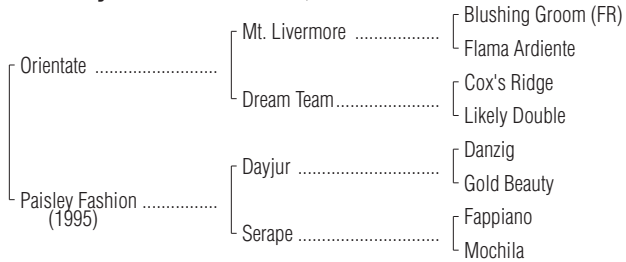 Blushing Groom (FR)
Mt. Livermore ..................
Flama Ardiente
Orientate ..........................
Cox's Ridge
Dream Team......................
Likely Double
Danzig
Dayjur ..............................
Gold Beauty
Paisley Fashion ................
(1995)
Fappiano
Serape ..............................
Mochila